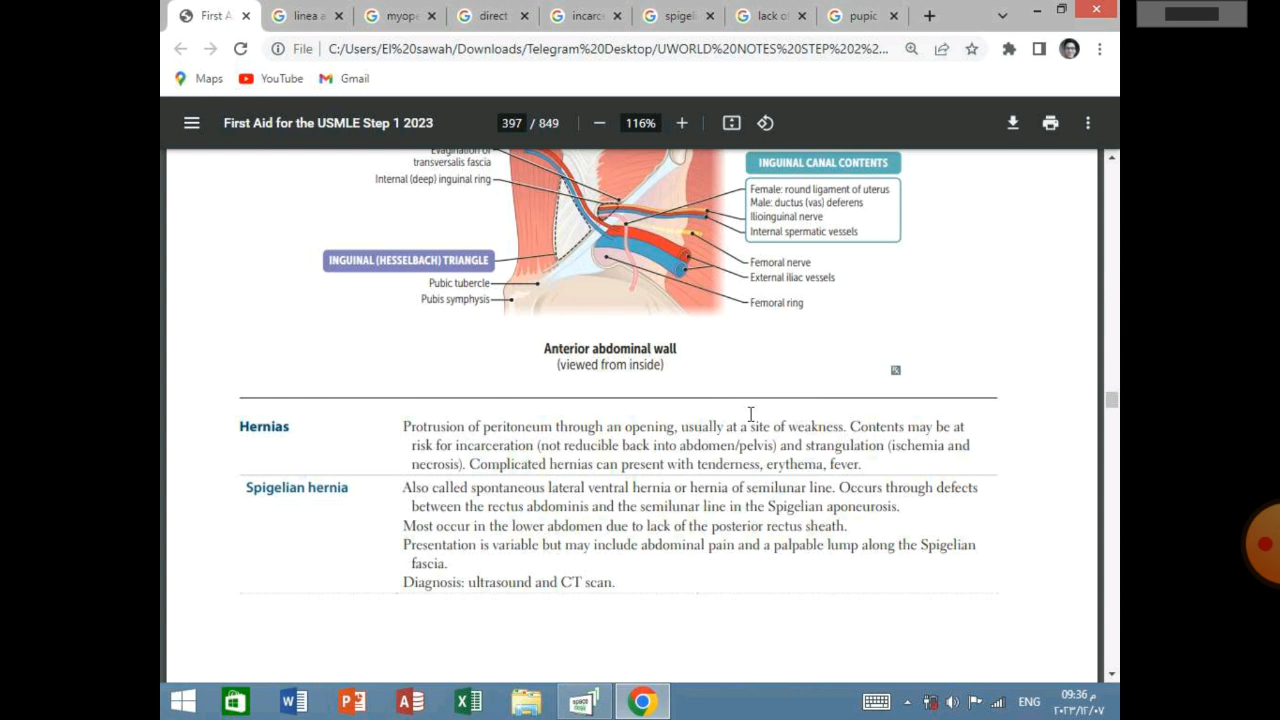 First A
linea a
myope
direct
incarc
spigeli
lack of
pupic
File
C:/Users/El%20sawah/Downloads/Telegram%20Desktop/UWORLD%20NOTES%20STEP%202%2...
Maps
YouTube
Gmail
First Aid for the USMLE Step 1 2023
397 / 849
116%
Evagination of
transversalis fascia
Internal (deep) inguinal ring
INGUINAL (HESSELBACH) TRIANGLE
Pubic tubercle
Pubis symphysis
INGUINAL CANAL CONTENTS
Female: round ligament of uterus
Male: ductus (vas) deferens
Ilioinguinal nerve
Internal spermatic vessels
Femoral nerve
External iliac vessels
Femoral ring
Anterior abdominal wall
(viewed from inside)
Hernias
Protrusion of peritoneum through an opening, usually at a site of weakness. Contents may be at
risk for incarceration (not reducible back into abdomen/pelvis) and strangulation (ischemia and
necrosis). Complicated hernias can present with tenderness, erythema, fever.
Spigelian hernia
Also called spontaneous lateral ventral hernia or hernia of semilunar line. Occurs through defects
between the rectus abdominis and the semilunar line in the Spigelian aponeurosis.
Most occur in the lower abdomen due to lack of the posterior rectus sheath.
Presentation is variable but may include abdominal pain and a palpable lump along the Spigelian
fascia.
Diagnosis: ultrasound and CT scan.
ENG
09:36 م
٢٠٢٣/١٢/٠٧